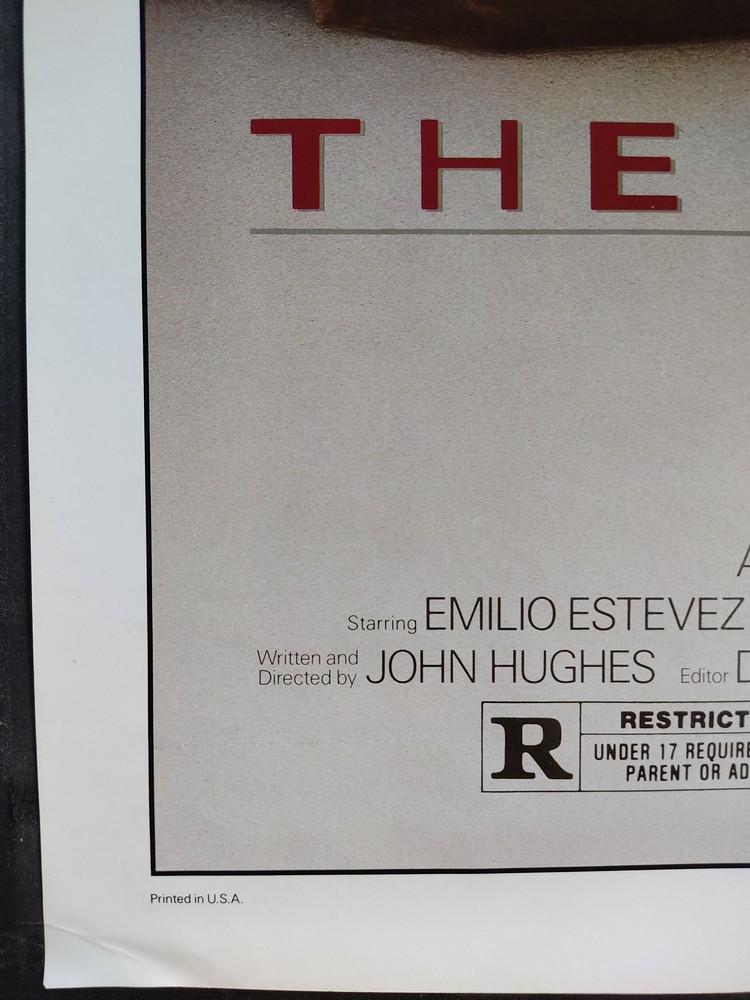 THE
A
Starring EMILIO ESTEVEZ
Written and
Directed by JOHN HUGHES Editor D
R RESTRICT
UNDER 17 REQUIRE
PARENT OR AD
Printed in U.S.A.